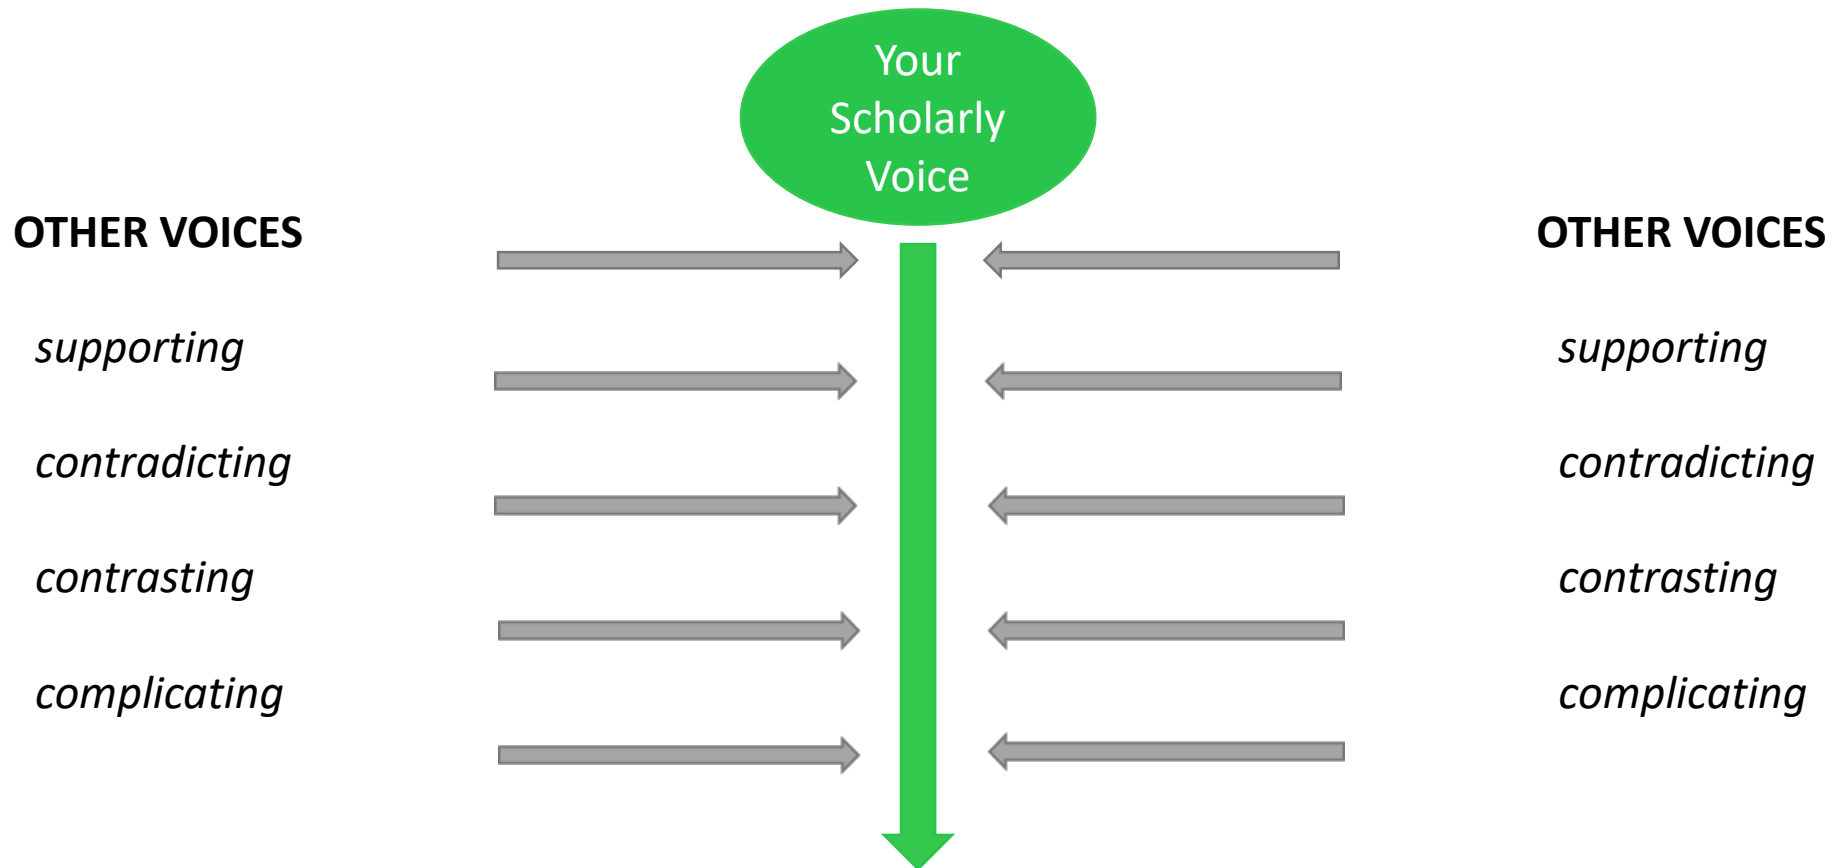 Your
Scholarly
Voice
OTHER VOICES
supporting
contradicting
contrasting
complicating
OTHER VOICES
supporting
contradicting
contrasting
complicating